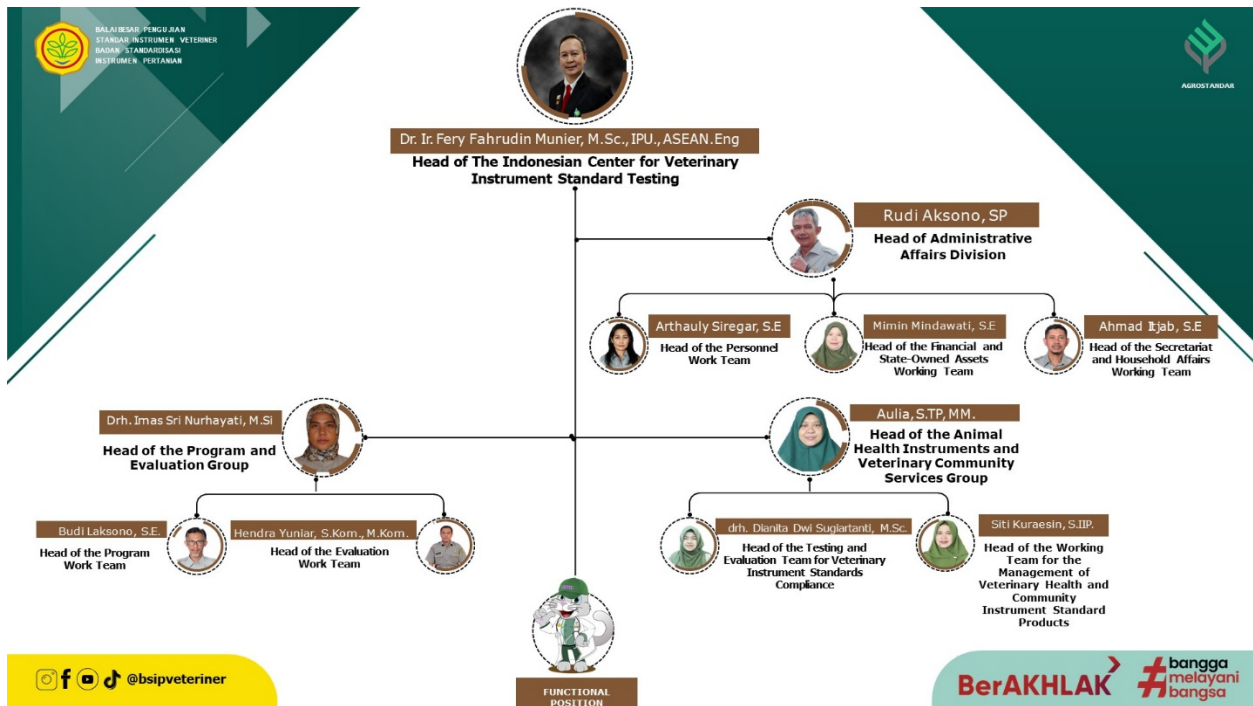 BALAI BESAR PENGUJIAN
STANDAR INSTRUMEN VETERINER
BADAN STANDARDISASI
INSTRUMEN PERTANIAN
AGROSTANDAR
Dr. Ir. Fery Fahrudin Munier, M.Sc., IPU., ASEAN.Eng
Head of The Indonesian Center for Veterinary
Instrument Standard Testing
Rudi Aksono, SP
Head of Administrative
Affairs Division
Arthauly Siregar, S.E
Head of the Personnel
Work Team
Mimin Mindawati, S.E
Head of the Financial and
State-Owned Assets
Working Team
Ahmad Itjab, S.E
Head of the Secretariat
and Household Affairs
Working Team
Drh. Imas Sri Nurhayati, M.Si
Head of the Program and
Evaluation Group
Aulia, S.TP, MM.
Head of the Animal
Health Instruments and
Veterinary Community
Services Group
Budi Laksono, S.E.
Head of the Program
Work Team
Hendra Yuniar, S.Kom., M.Kom.
Head of the Evaluation
Work Team
drh. Dianita Dwi Sugiartanti, M.Sc.
Head of the Testing and
Evaluation Team for Veterinary
Instrument Standards
Compliance
Siti Kuraesin, S.IIP.
Head of the Working
Team for the
Management of
Veterinary Health and
Community
Instrument Standard
Products
FUNCTIONAL
POSITION
@bsipveteriner
BerAKHLAK
#bangga
melayani
bangsa